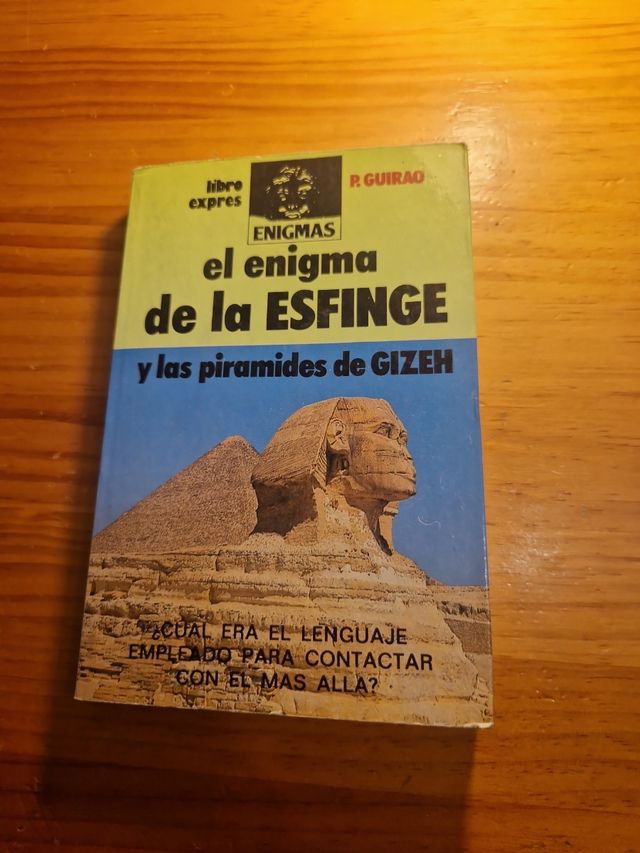 libro
expres
P. GUIRAO
ENIGMAS
el enigma
de la ESFINGE
y las piramides de GIZEH
¿CUAL ERA EL LENGUAJE
EMPLEADO PARA CONTACTAR
CON EL MAS ALLA?